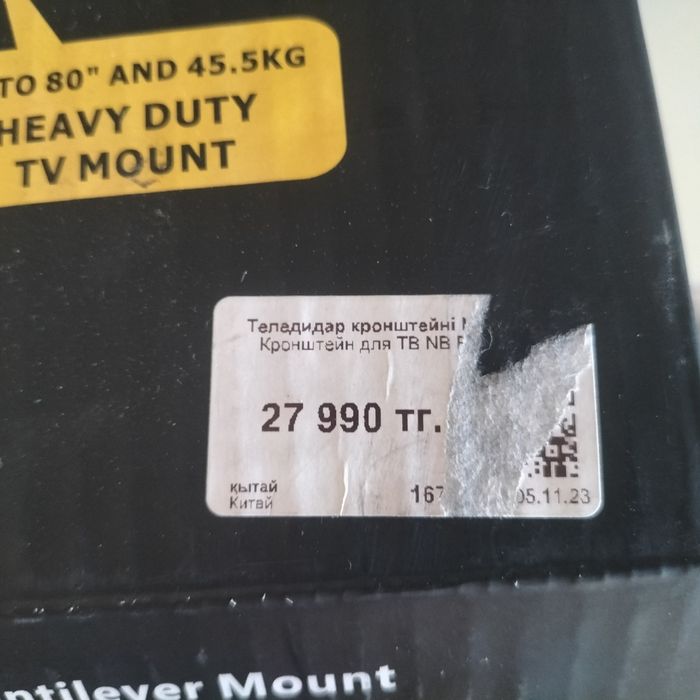 TO 80" AND 45.5KG
HEAVY DUTY
TV MOUNT
Теладидар кронштейні
Кронштейн для ТВ NB
27 990 тг.
қытай
Китай
167
05.11.23
Mount